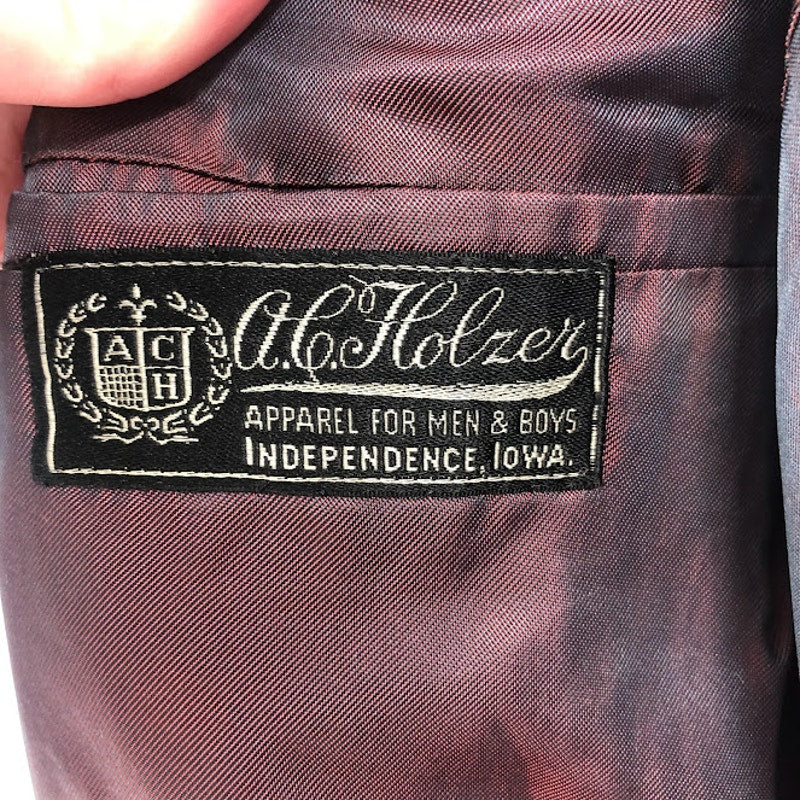 A C
H
A.C. Holzer
APPAREL FOR MEN & BOYS
INDEPENDENCE, IOWA.